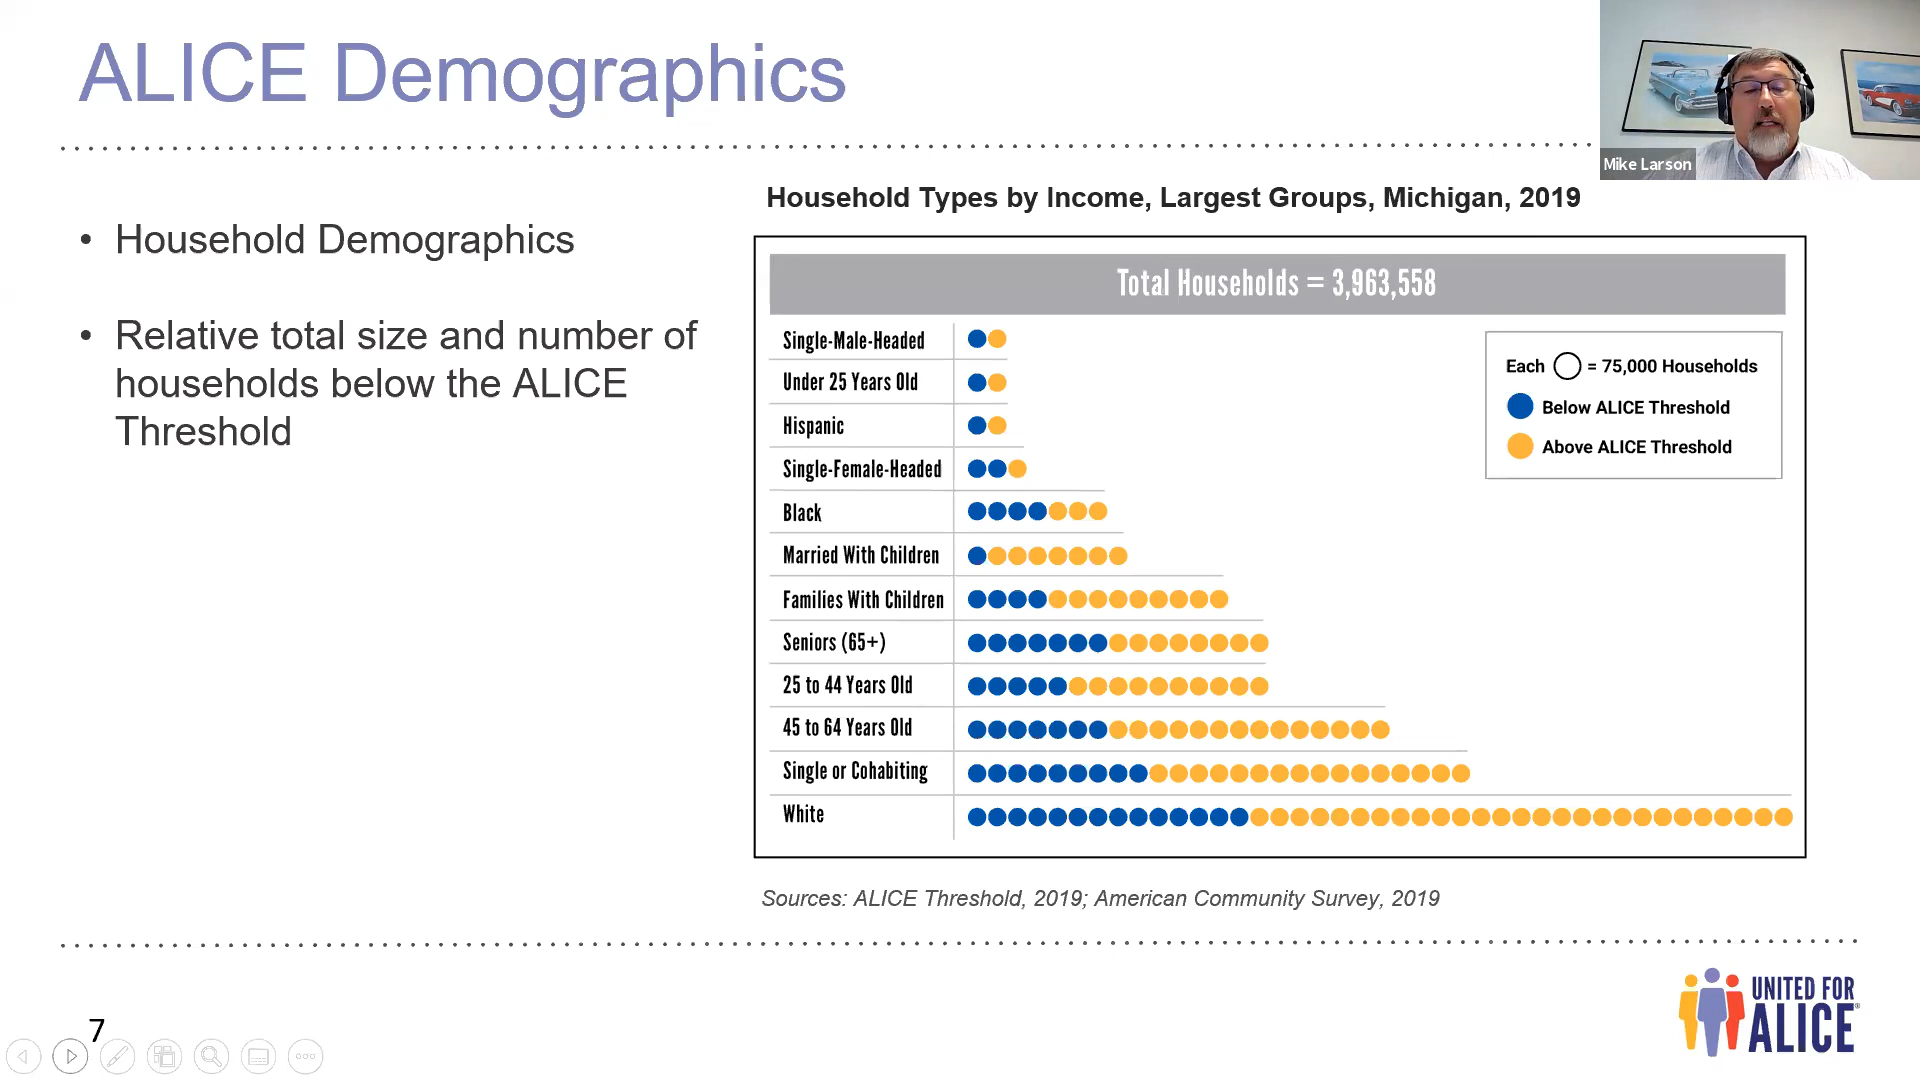 ALICE Demographics
Mike Larson
• Household Demographics
• Relative total size and number of
households below the ALICE
Threshold
Household Types by Income, Largest Groups, Michigan, 2019
Total Households = 3,963,558
Each = 75,000 Households
Below ALICE Threshold
Above ALICE Threshold
Single-Male-Headed
Under 25 Years Old
Hispanic
Single-Female-Headed
Black
Married With Children
Families With Children
Seniors (65+)
25 to 44 Years Old
45 to 64 Years Old
Single or Cohabiting
White
Sources: ALICE Threshold, 2019; American Community Survey, 2019
7
UNITED FOR
ALICE®